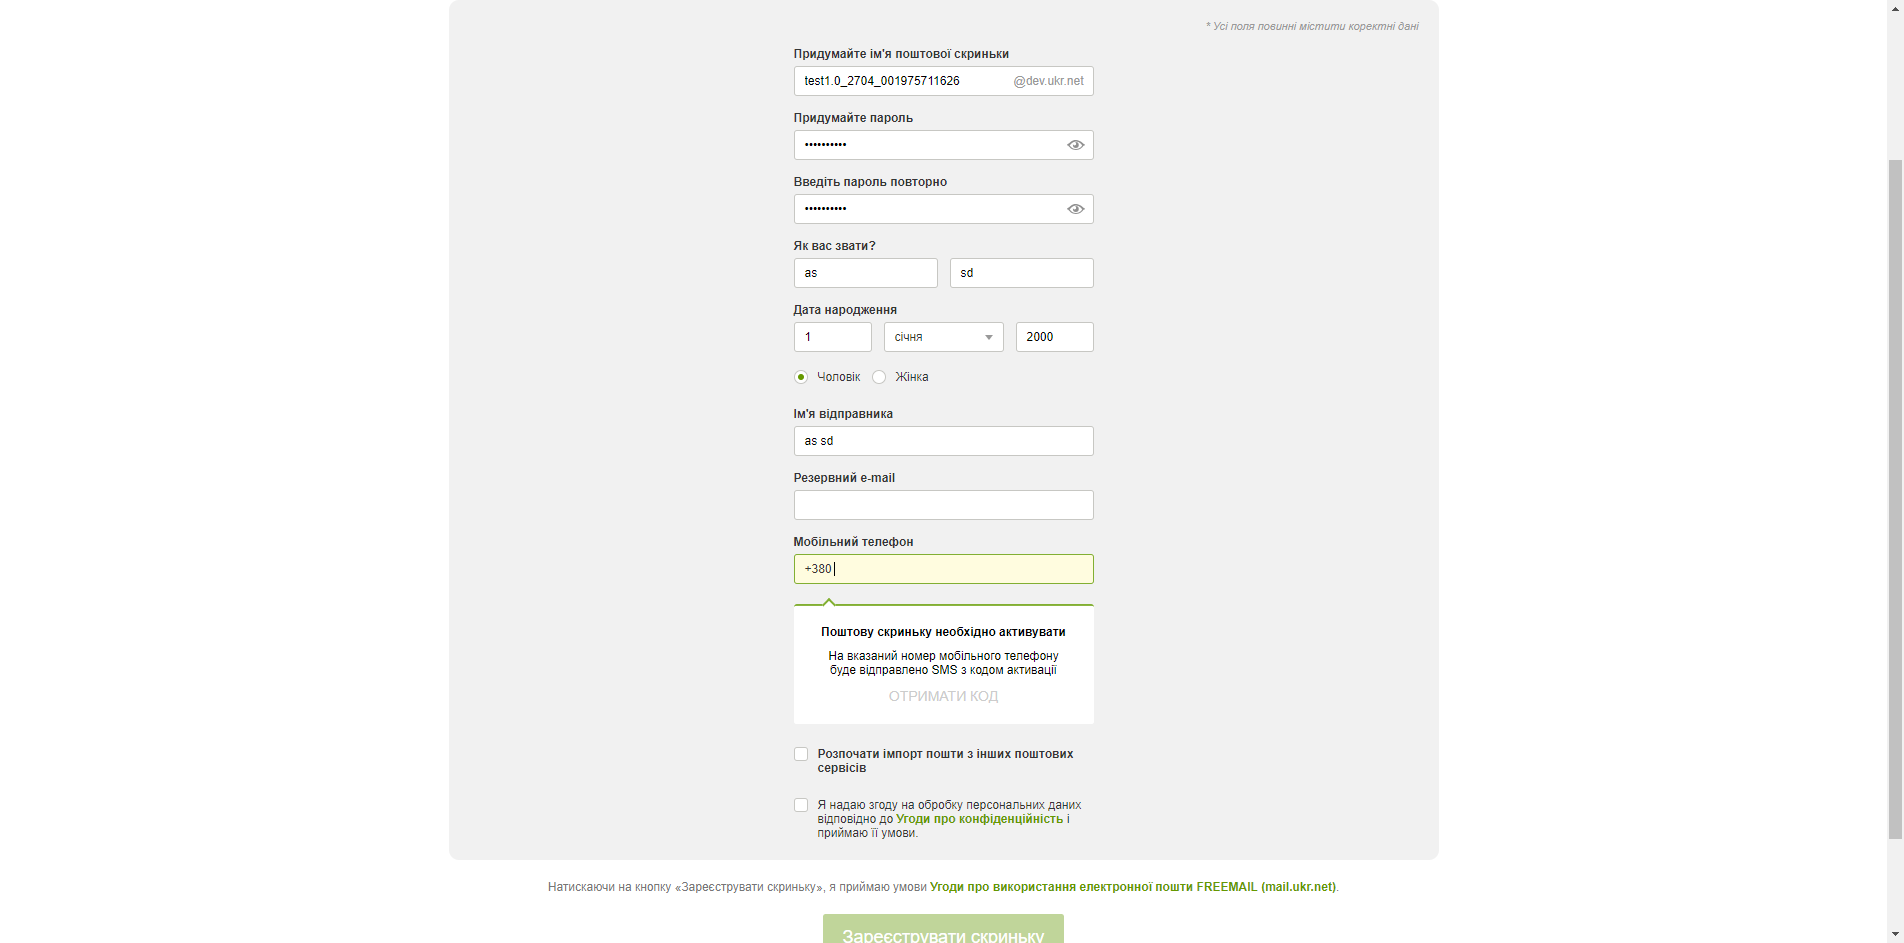 * Усі поля повинні містити коректні дані
Придумайте ім'я поштової скриньки
test1.0_2704_001975711626 @dev.ukr.net
Придумайте пароль
••••••••••
Введіть пароль повторно
••••••••••
Як вас звати?
as sd
Дата народження
1 січня 2000
Чоловік Жінка
Ім'я відправника
as sd
Резервний e-mail
Мобільний телефон
+380
Поштову скриньку необхідно активувати
На вказаний номер мобільного телефону
буде відправлено SMS з кодом активації
ОТРИМАТИ КОД
Розпочати імпорт пошти з інших поштових
сервісів
Я надаю згоду на обробку персональних даних
відповідно до Угоди про конфіденційність і
приймаю її умови.
Натискаючи на кнопку «Зареєструвати скриньку», я приймаю умови Угоди про використання електронної пошти FREEMAIL (mail.ukr.net).
Зареєструвати скриньку